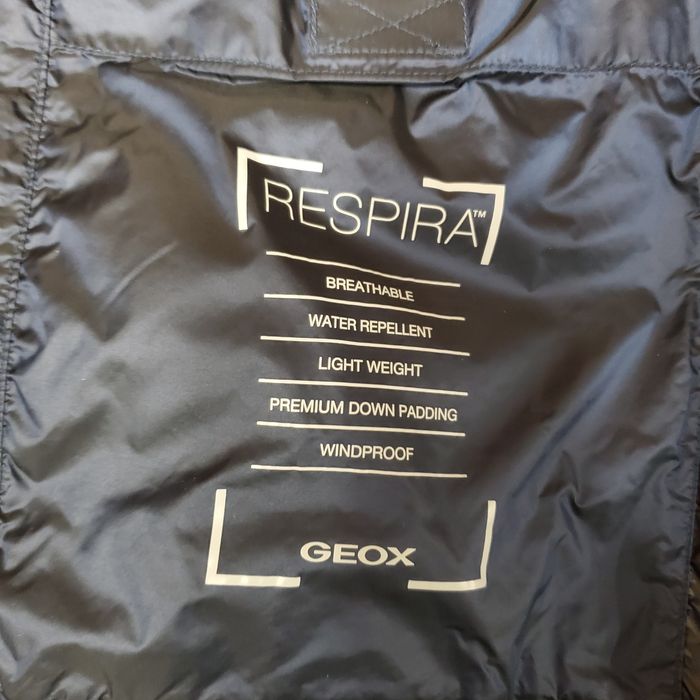 RESPIRA™
BREATHABLE
WATER REPELLENT
LIGHT WEIGHT
PREMIUM DOWN PADDING
WINDPROOF
GEOX